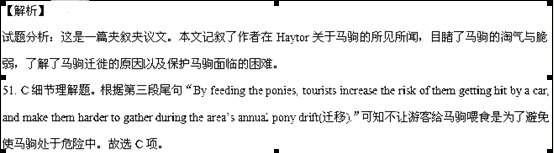 【解析】
试题分析：这是一篇夹叙夹议文。本文记叙了作者在 Haytor 关于马驹的所见所闻，目睹了马驹的淘气与脆
弱，了解了马驹迁徙的原因以及保护马驹面临的困难。
51. C 细节理解题。根据第三段尾句“By feeding the ponies, tourists increase the risk of them getting hit by a car,
and make them harder to gather during the area's annual pony drift(迁移).”可知不让游客给马驹喂食是为了避免
使马驹处于危险中。故选 C 项。